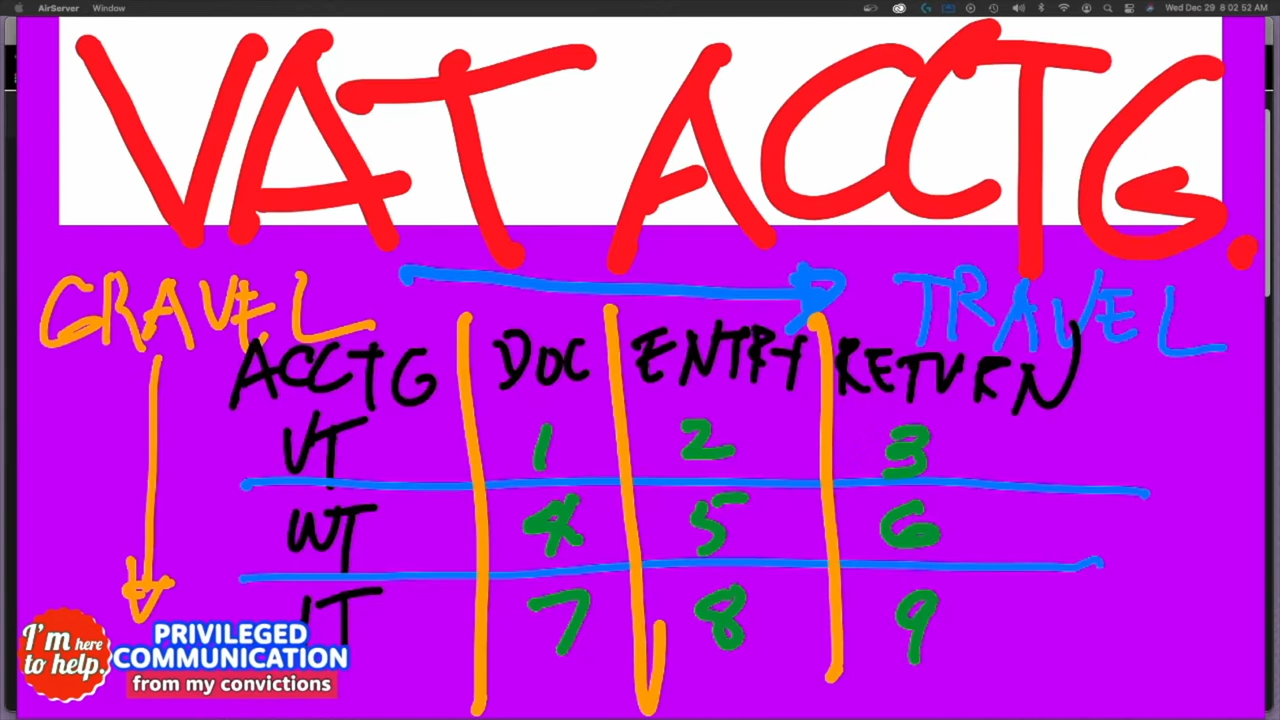 AirServer Window Wed Dec 29 8:02:52 AM
VAT ACCTG.
GRAVEL TRAVEL
ACCTG DOC ENTRY RETURN
VT 1 2 3
WT 4 5 6
IT 7 8 9
I'm here to help.
PRIVILEGED
COMMUNICATION
from my convictions